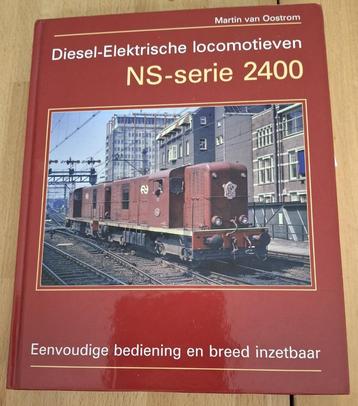 Martin van Oostrom
Diesel-Elektrische locomotieven
NS-serie 2400
Eenvoudige bediening en breed inzetbaar